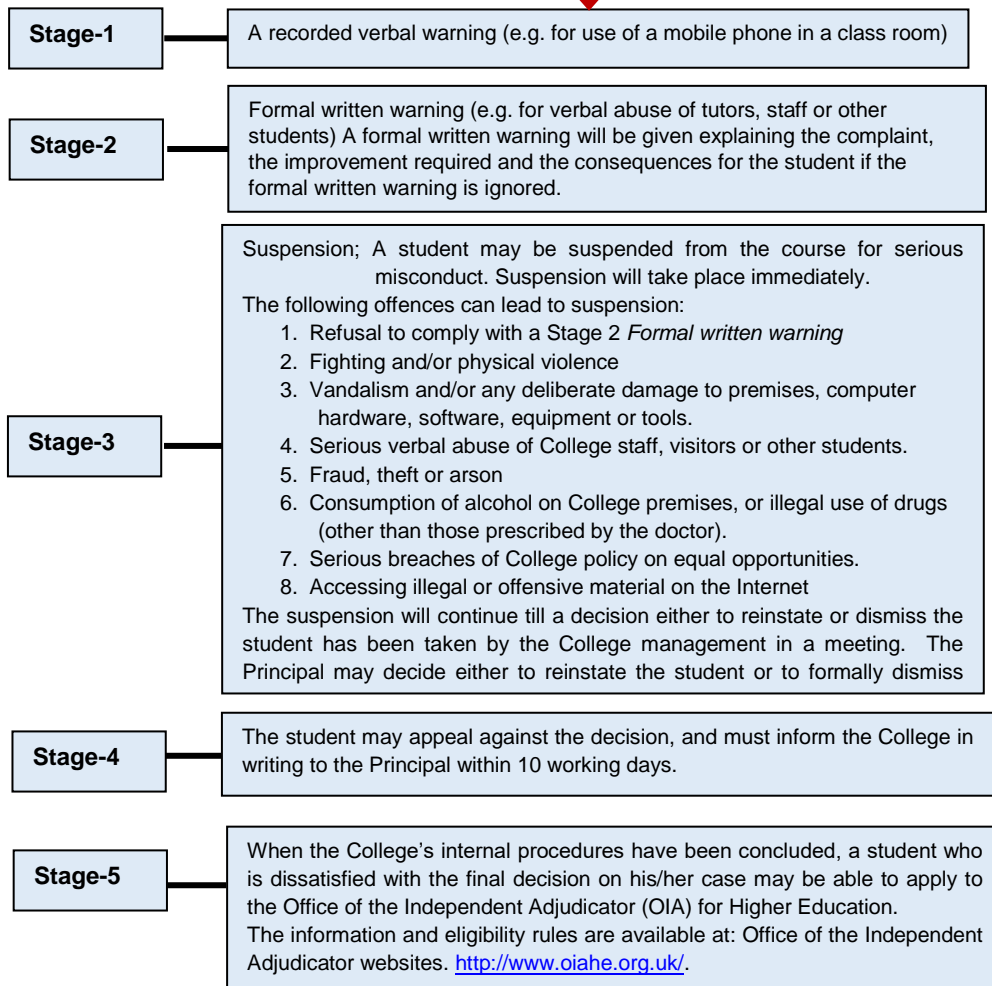 Stage-1
A recorded verbal warning (e.g. for use of a mobile phone in a class room)
Stage-2
Formal written warning (e.g. for verbal abuse of tutors, staff or other
students) A formal written warning will be given explaining the complaint,
the improvement required and the consequences for the student if the
formal written warning is ignored.
Stage-3
Suspension; A student may be suspended from the course for serious
misconduct. Suspension will take place immediately.
The following offences can lead to suspension:
1. Refusal to comply with a Stage 2 Formal written warning
2. Fighting and/or physical violence
3. Vandalism and/or any deliberate damage to premises, computer
hardware, software, equipment or tools.
4. Serious verbal abuse of College staff, visitors or other students.
5. Fraud, theft or arson
6. Consumption of alcohol on College premises, or illegal use of drugs
(other than those prescribed by the doctor).
7. Serious breaches of College policy on equal opportunities.
8. Accessing illegal or offensive material on the Internet
The suspension will continue till a decision either to reinstate or dismiss the
student has been taken by the College management in a meeting. The
Principal may decide either to reinstate the student or to formally dismiss
Stage-4
The student may appeal against the decision, and must inform the College in
writing to the Principal within 10 working days.
Stage-5
When the College's internal procedures have been concluded, a student who
is dissatisfied with the final decision on his/her case may be able to apply to
the Office of the Independent Adjudicator (OIA) for Higher Education.
The information and eligibility rules are available at: Office of the Independent
Adjudicator websites. http://www.oiahe.org.uk/.